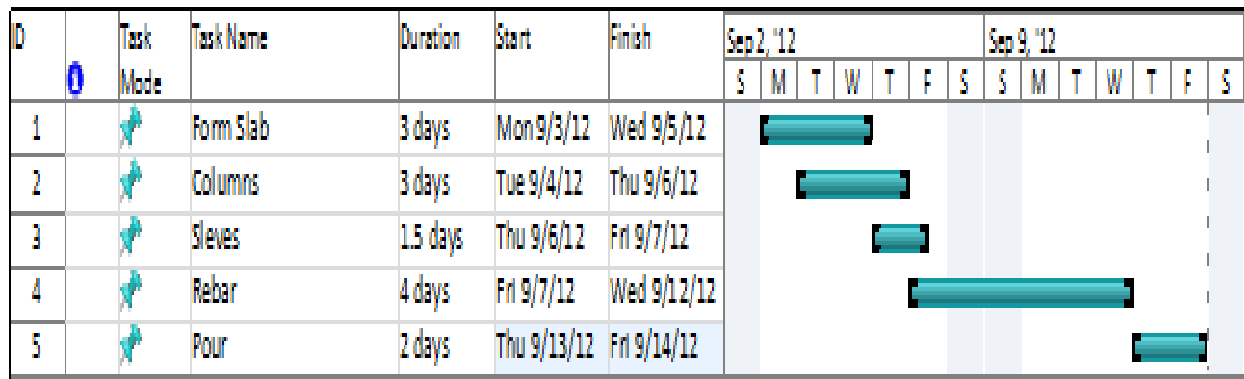 ID Task Mode Task Name Duration Start Finish Sep 2, '12 Sep 9, '12
S M T W T F S S M T W T F S
1 Form Slab 3 days Mon 9/3/12 Wed 9/5/12
2 Columns 3 days Tue 9/4/12 Thu 9/6/12
3 Sleves 1.5 days Thu 9/6/12 Fri 9/7/12
4 Rebar 4 days Fri 9/7/12 Wed 9/12/12
5 Pour 2 days Thu 9/13/12 Fri 9/14/12